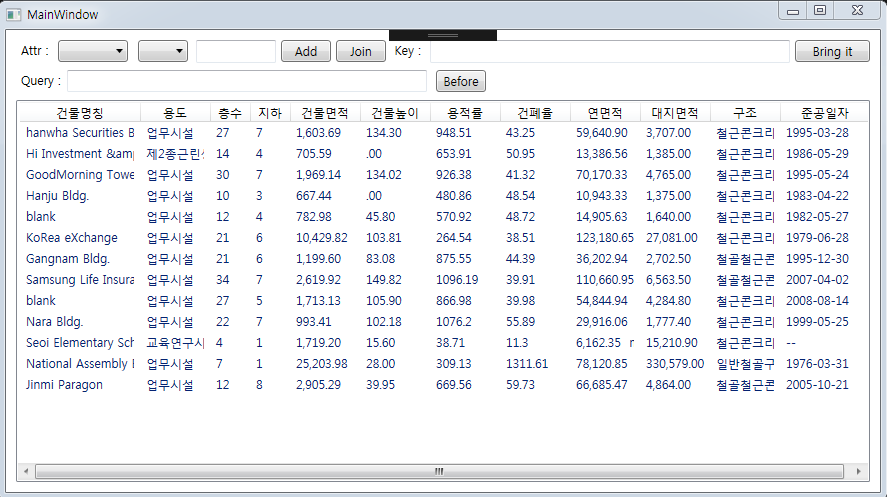 MainWindow
Attr : Add Join Key : Bring it
Query : Before
건물명칭 용도 층수 지하 건물면적 건물높이 용적률 건폐율 연면적 대지면적 구조 준공일자
hanwha Securities B 업무시설 27 7 1,603.69 134.30 948.51 43.25 59,640.90 3,707.00 철근콘크리 1995-03-28
Hi Investment &amp 제2종근린생 14 4 705.59 .00 653.91 50.95 13,386.56 1,385.00 철근콘크리 1986-05-29
GoodMorning Towe 업무시설 30 7 1,969.14 134.02 926.38 41.32 70,170.33 4,765.00 철근콘크리 1995-05-24
Hanju Bldg. 업무시설 10 3 667.44 .00 480.86 48.54 10,943.33 1,375.00 철근콘크리 1983-04-22
blank 업무시설 12 4 782.98 45.80 570.92 48.72 14,905.63 1,640.00 철근콘크리 1982-05-27
KoRea eXchange 업무시설 21 6 10,429.82 103.81 264.54 38.51 123,180.65 27,081.00 철근콘크리 1979-06-28
Gangnam Bldg. 업무시설 21 6 1,199.60 83.08 875.55 44.39 36,202.94 2,702.50 철골철근콘 1995-12-30
Samsung Life Insura 업무시설 34 7 2,619.92 149.82 1096.19 39.91 110,660.95 6,563.50 철골철근콘 2007-04-02
blank 업무시설 27 5 1,713.13 105.90 866.98 39.98 54,844.94 4,284.80 철근콘크리 2008-08-14
Nara Bldg. 업무시설 22 7 993.41 102.18 1076.2 55.89 29,916.06 1,777.40 철근콘크리 1999-05-25
Seoi Elementary Sch 교육연구시 4 1 1,719.20 15.60 38.71 11.3 6,162.35 15,210.90 철근콘크리 --
National Assembly 업무시설 7 1 25,203.98 28.00 309.13 1311.61 78,120.85 330,579.00 일반철골구 1976-03-31
Jinmi Paragon 업무시설 12 8 2,905.29 39.95 669.56 59.73 66,685.47 4,864.00 철골철근콘 2005-10-21